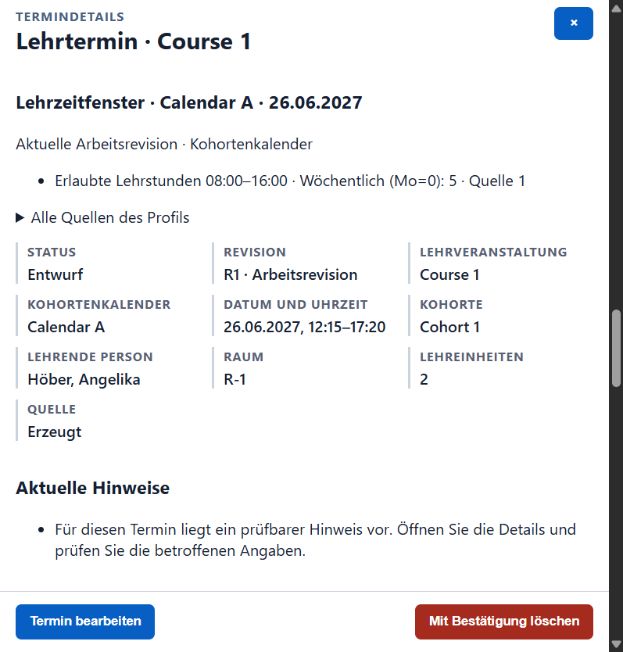 TERMINDETAILS
Lehrtermin · Course 1
×
Lehrzeitfenster · Calendar A · 26.06.2027
Aktuelle Arbeitsrevision · Kohortenkalender
• Erlaubte Lehrstunden 08:00–16:00 · Wöchentlich (Mo=0): 5 · Quelle 1
▶ Alle Quellen des Profils
STATUS
Entwurf
REVISION
R1 · Arbeitsrevision
LEHRVERANSTALTUNG
Course 1
KOHORTENKALENDER
Calendar A
DATUM UND UHRZEIT
26.06.2027, 12:15–17:20
KOHORTE
Cohort 1
LEHRENDE PERSON
Höber, Angelika
RAUM
R-1
LEHREINHEITEN
2
QUELLE
Erzeugt
Aktuelle Hinweise
• Für diesen Termin liegt ein prüfbarer Hinweis vor. Öffnen Sie die Details und
prüfen Sie die betroffenen Angaben.
Termin bearbeiten
Mit Bestätigung löschen